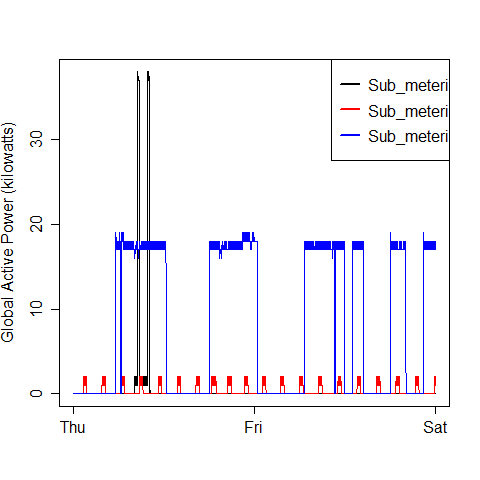 Global Active Power (kilowatts)
30
20
10
0
Sub_meteri
Sub_meteri
Sub_meteri
Thu
Fri
Sat